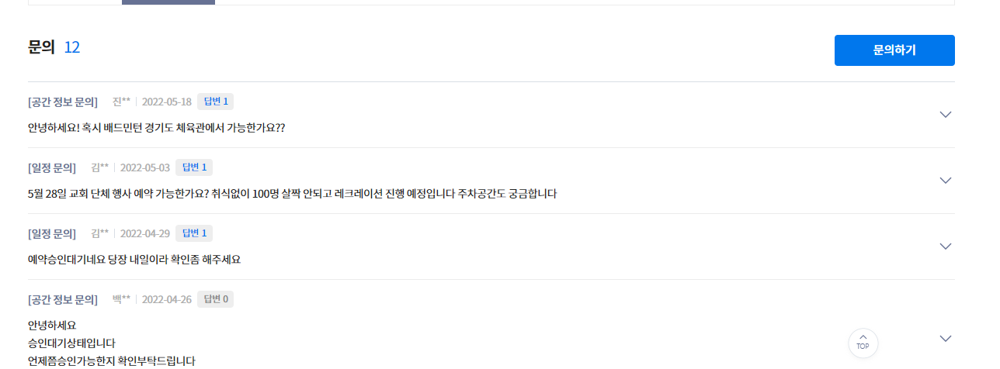 문의 12
문의하기
[공간 정보 문의] 진** 2022-05-18 답변 1
안녕하세요! 혹시 배드민턴 경기도 체육관에서 가능한가요??
[일정 문의] 김** 2022-05-03 답변 1
5월 28일 교회 단체 행사 예약 가능한가요? 취식없이 100명 살짝 안되고 레크레이션 진행 예정입니다 주차공간도 궁금합니다
[일정 문의] 김** 2022-04-29 답변 1
예약승인대기네요 당장 내일이라 확인좀 해주세요
[공간 정보 문의] 백** 2022-04-26 답변 0
안녕하세요
승인대기상태입니다
언제쯤승인가능한지 확인부탁드립니다
TOP